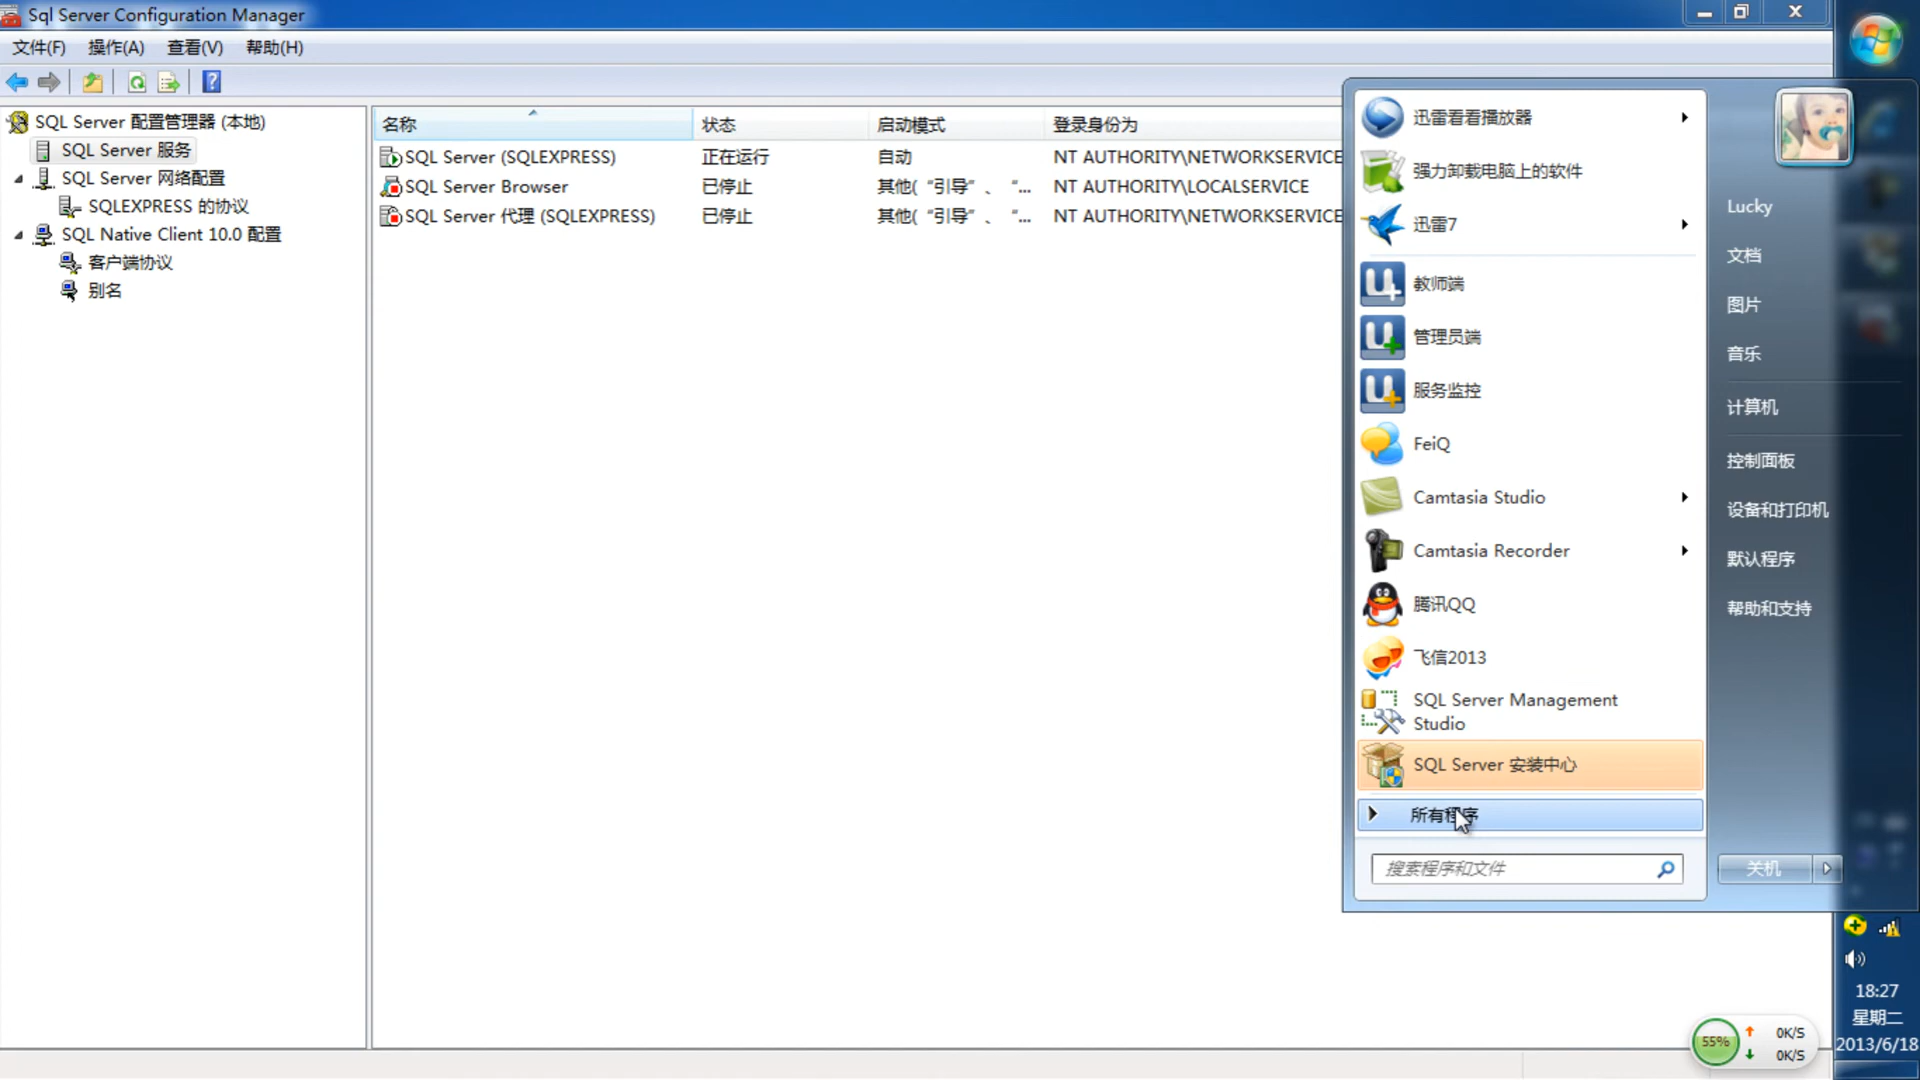 Sql Server Configuration Manager
文件(F) 操作(A) 查看(V) 帮助(H)
SQL Server 配置管理器 (本地)
SQL Server 服务
SQL Server 网络配置
SQLEXPRESS 的协议
SQL Native Client 10.0 配置
客户端协议
别名
名称 状态 启动模式 登录身份为
SQL Server (SQLEXPRESS) 正在运行 自动 NT AUTHORITY\NETWORKSERVICE
SQL Server Browser 已停止 其他(“引导”、“... NT AUTHORITY\LOCALSERVICE
SQL Server 代理 (SQLEXPRESS) 已停止 其他(“引导”、“... NT AUTHORITY\NETWORKSERVICE
迅雷看看播放器
强力卸载电脑上的软件
迅雷7
教师端
管理员端
服务监控
FeiQ
Camtasia Studio
Camtasia Recorder
腾讯QQ
飞信2013
SQL Server Management
Studio
SQL Server 安装中心
所有程序
搜索程序和文件
Lucky
文档
图片
音乐
计算机
控制面板
设备和打印机
默认程序
帮助和支持
关机
18:27
星期二
2013/6/18
55%
0K/S
0K/S